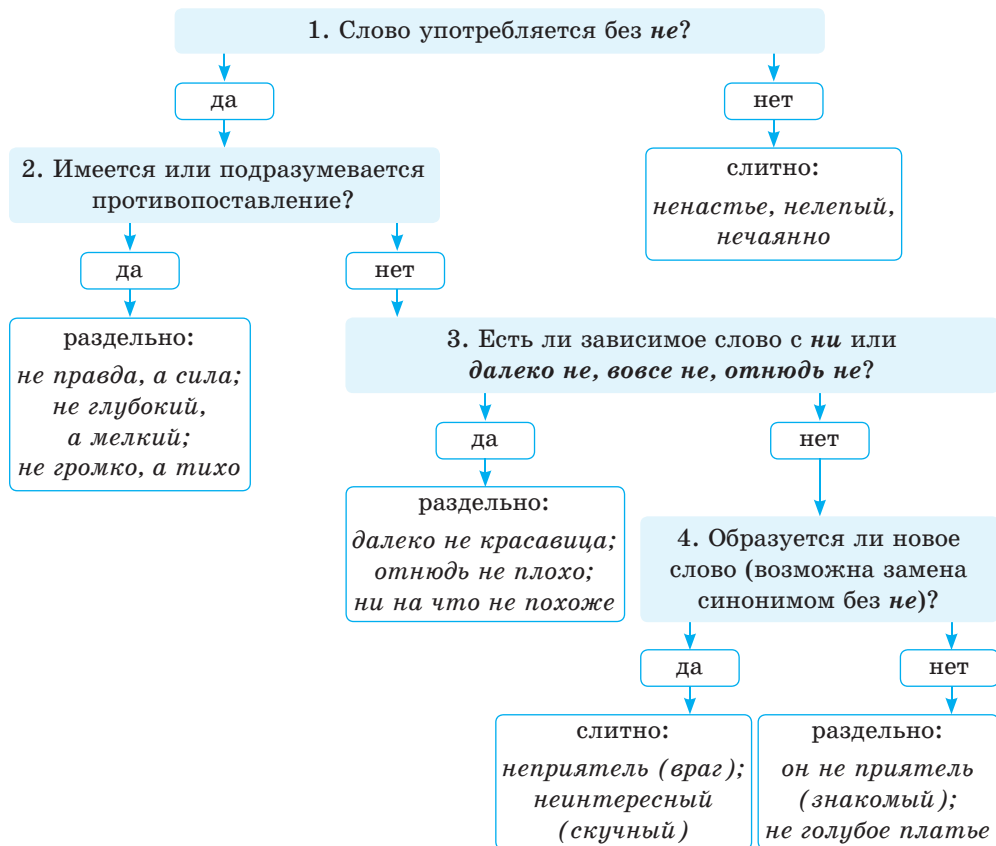 1. Слово употребляется без не?
да
нет
2. Имеется или подразумевается
противопоставление?
слитно:
ненастье, нелепый,
нечаянно
да
нет
раздельно:
не правда, а сила;
не глубокий,
а мелкий;
не громко, а тихо
3. Есть ли зависимое слово с ни или
далеко не, вовсе не, отнюдь не?
да
нет
раздельно:
далеко не красавица;
отнюдь не плохо;
ни на что не похоже
4. Образуется ли новое
слово (возможна замена
синонимом без не)?
да
нет
слитно:
неприятель (враг);
неинтересный
(скучный)
раздельно:
он не приятель
(знакомый);
не голубое платье